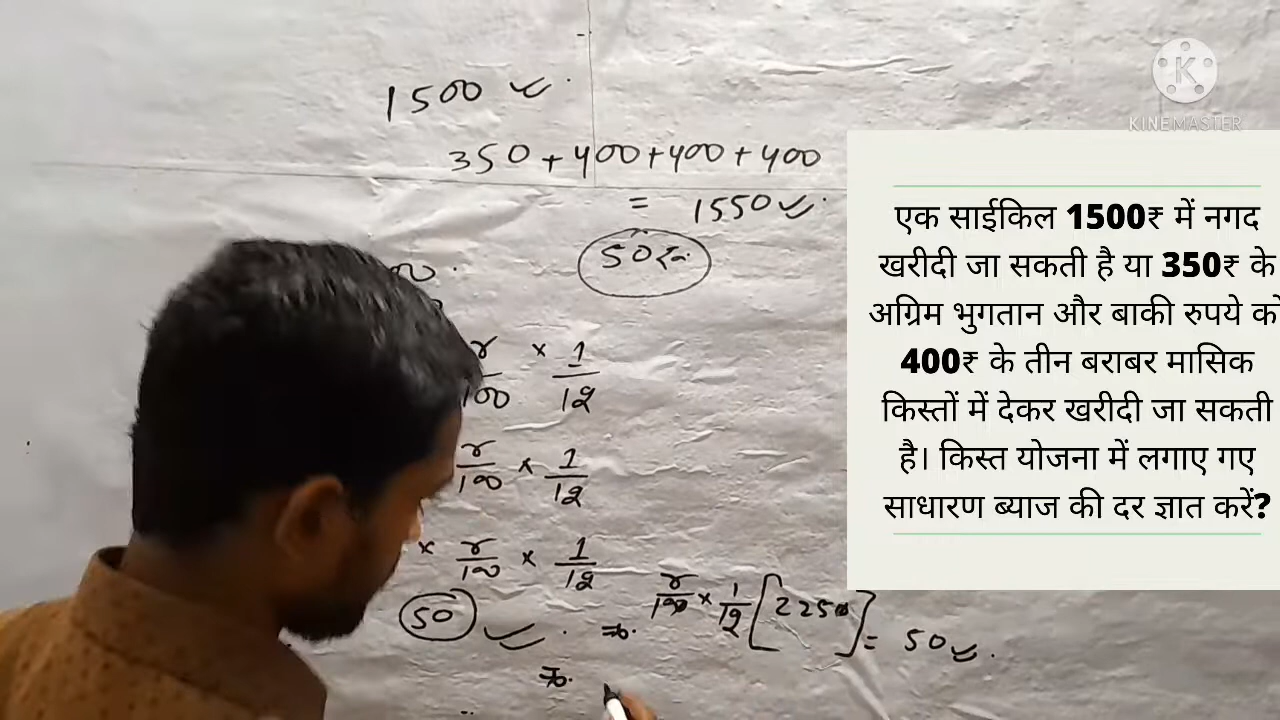 1500
350 + 400 + 400 + 400
= 1550
50₹
r/100 × 1/12
r/100 × 1/12
× r/100 × 1/12
50
⇒ r/100 × 1/12 [2250] = 50
⇒
KINEMASTER
एक साईकिल 1500₹ में नगद
खरीदी जा सकती है या 350₹ के
अग्रिम भुगतान और बाकी रुपये को
400₹ के तीन बराबर मासिक
किस्तों में देकर खरीदी जा सकती
है। किस्त योजना में लगाए गए
साधारण ब्याज की दर ज्ञात करें?